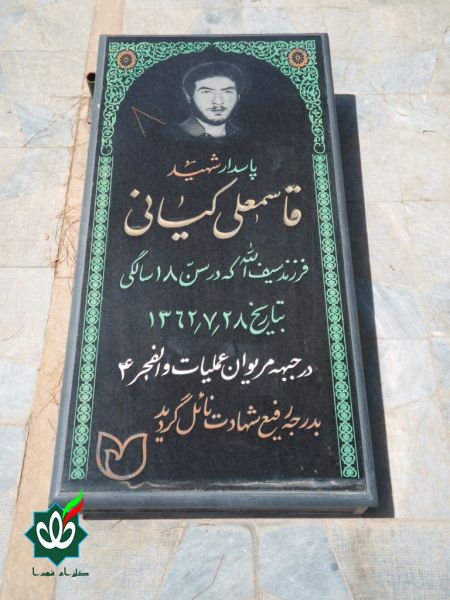 پاسدار شهید
قاسمعلی کیانی
فرزند سیف الله که در سن ۱۸ سالگی
بتاریخ ۱۳۶۲٫۷٫۲۸
در جبهه مریوان عملیات والفجر ۴
بدرجه رفیع شهادت نائل گردید